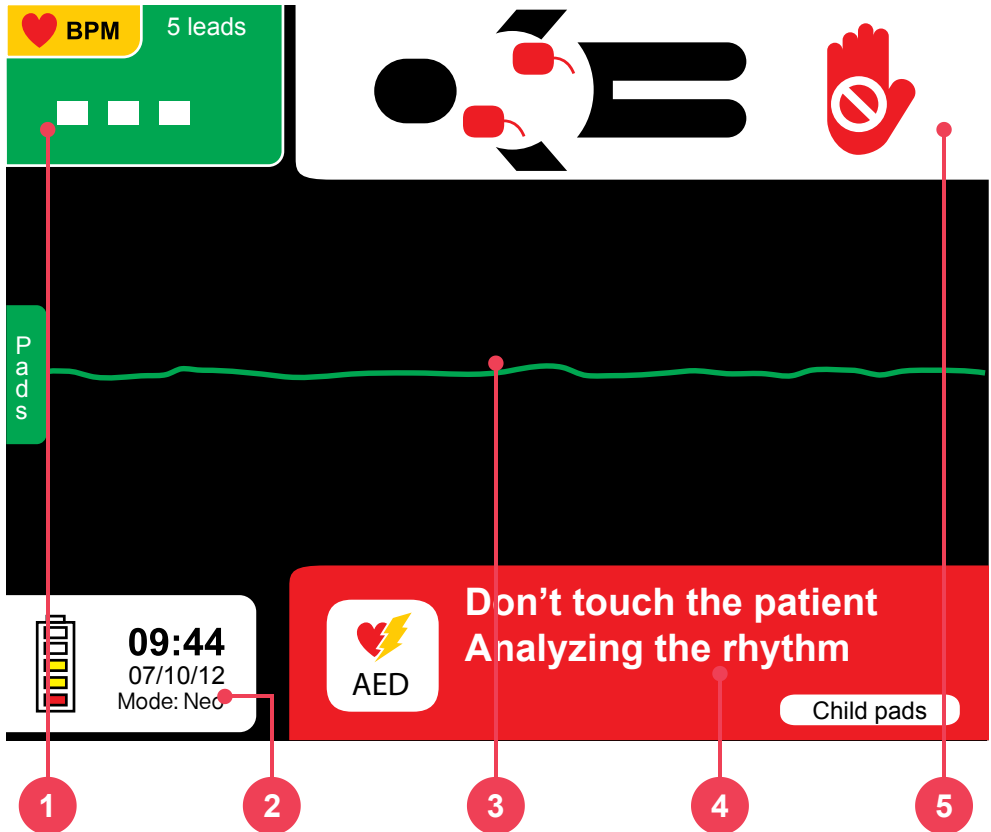 BPM
5 leads
Pads
09:44
07/10/12
Mode: Neo
AED
Don’t touch the patient
Analyzing the rhythm
Child pads
1
2
3
4
5